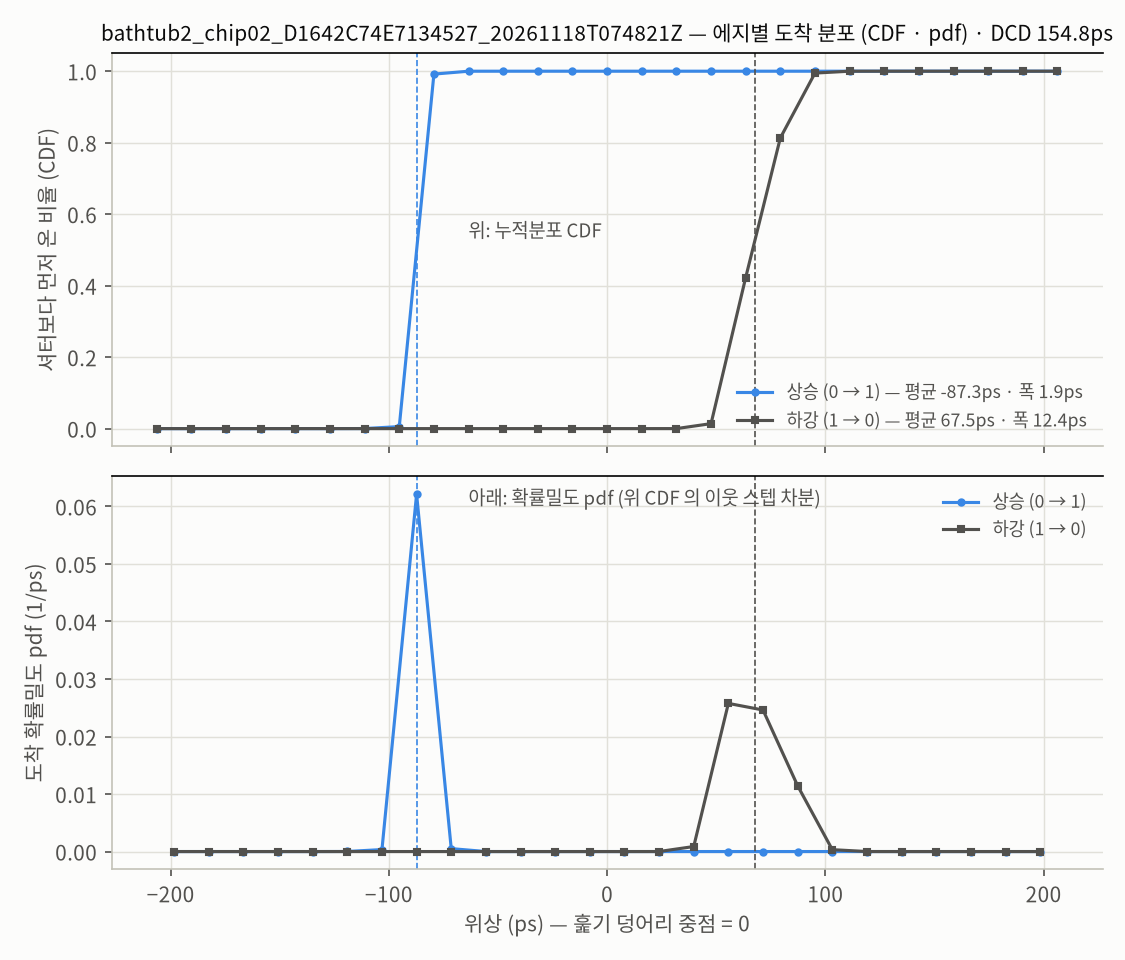 bathtub2_chip02_D1642C74E7134527_20261118T074821Z — 에지별 도착 분포 (CDF · pdf) · DCD 154.8ps
셔터보다 먼저 온 비율 (CDF)
1.0
0.8
0.6
0.4
0.2
0.0
위: 누적분포 CDF
상승 (0 → 1) — 평균 -87.3ps · 폭 1.9ps
하강 (1 → 0) — 평균 67.5ps · 폭 12.4ps
도착 확률밀도 pdf (1/ps)
0.06
0.05
0.04
0.03
0.02
0.01
0.00
아래: 확률밀도 pdf (위 CDF 의 이웃 스텝 차분)
상승 (0 → 1)
하강 (1 → 0)
−200
−100
0
100
200
위상 (ps) — 훑기 덩어리 중점 = 0